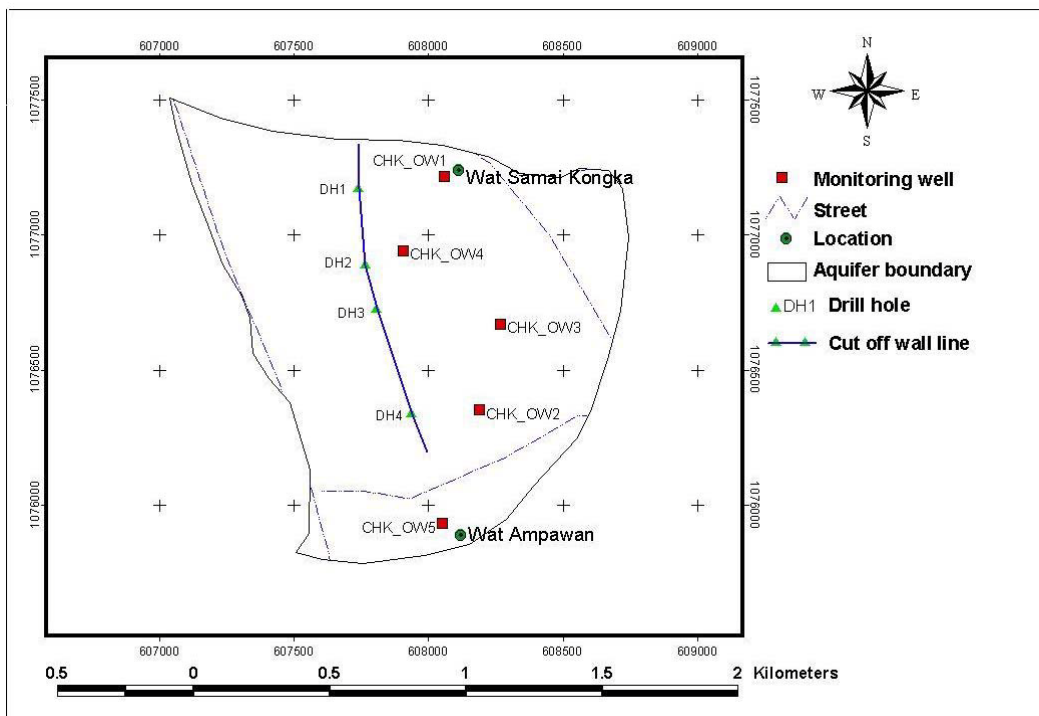 607000 607500 608000 608500 609000
N
W E
S
1077500 1077500
CHK_OW1
Wat Samai Kongka
DH1
Monitoring well
Street
1077000 1077000
Location
CHK_OW4
DH2
Aquifer boundary
DH3
DH1 Drill hole
CHK_OW3
Cut off wall line
1076500 1076500
DH4
CHK_OW2
1076000 1076000
CHK_OW5
Wat Ampawan
607000 607500 608000 608500 609000
0.5 0 0.5 1 1.5 2 Kilometers